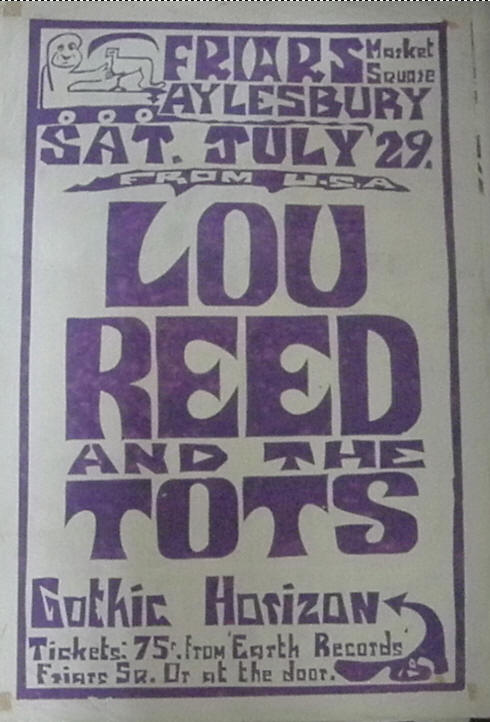 FRIARS Market
Square
AYLESBURY
SAT. JULY 29.
FROM U.S.A
LOU
REED
AND THE
TOTS
Gothic Horizon
Tickets: 75p. from 'Earth Records'
Friars Sq. Or at the door.